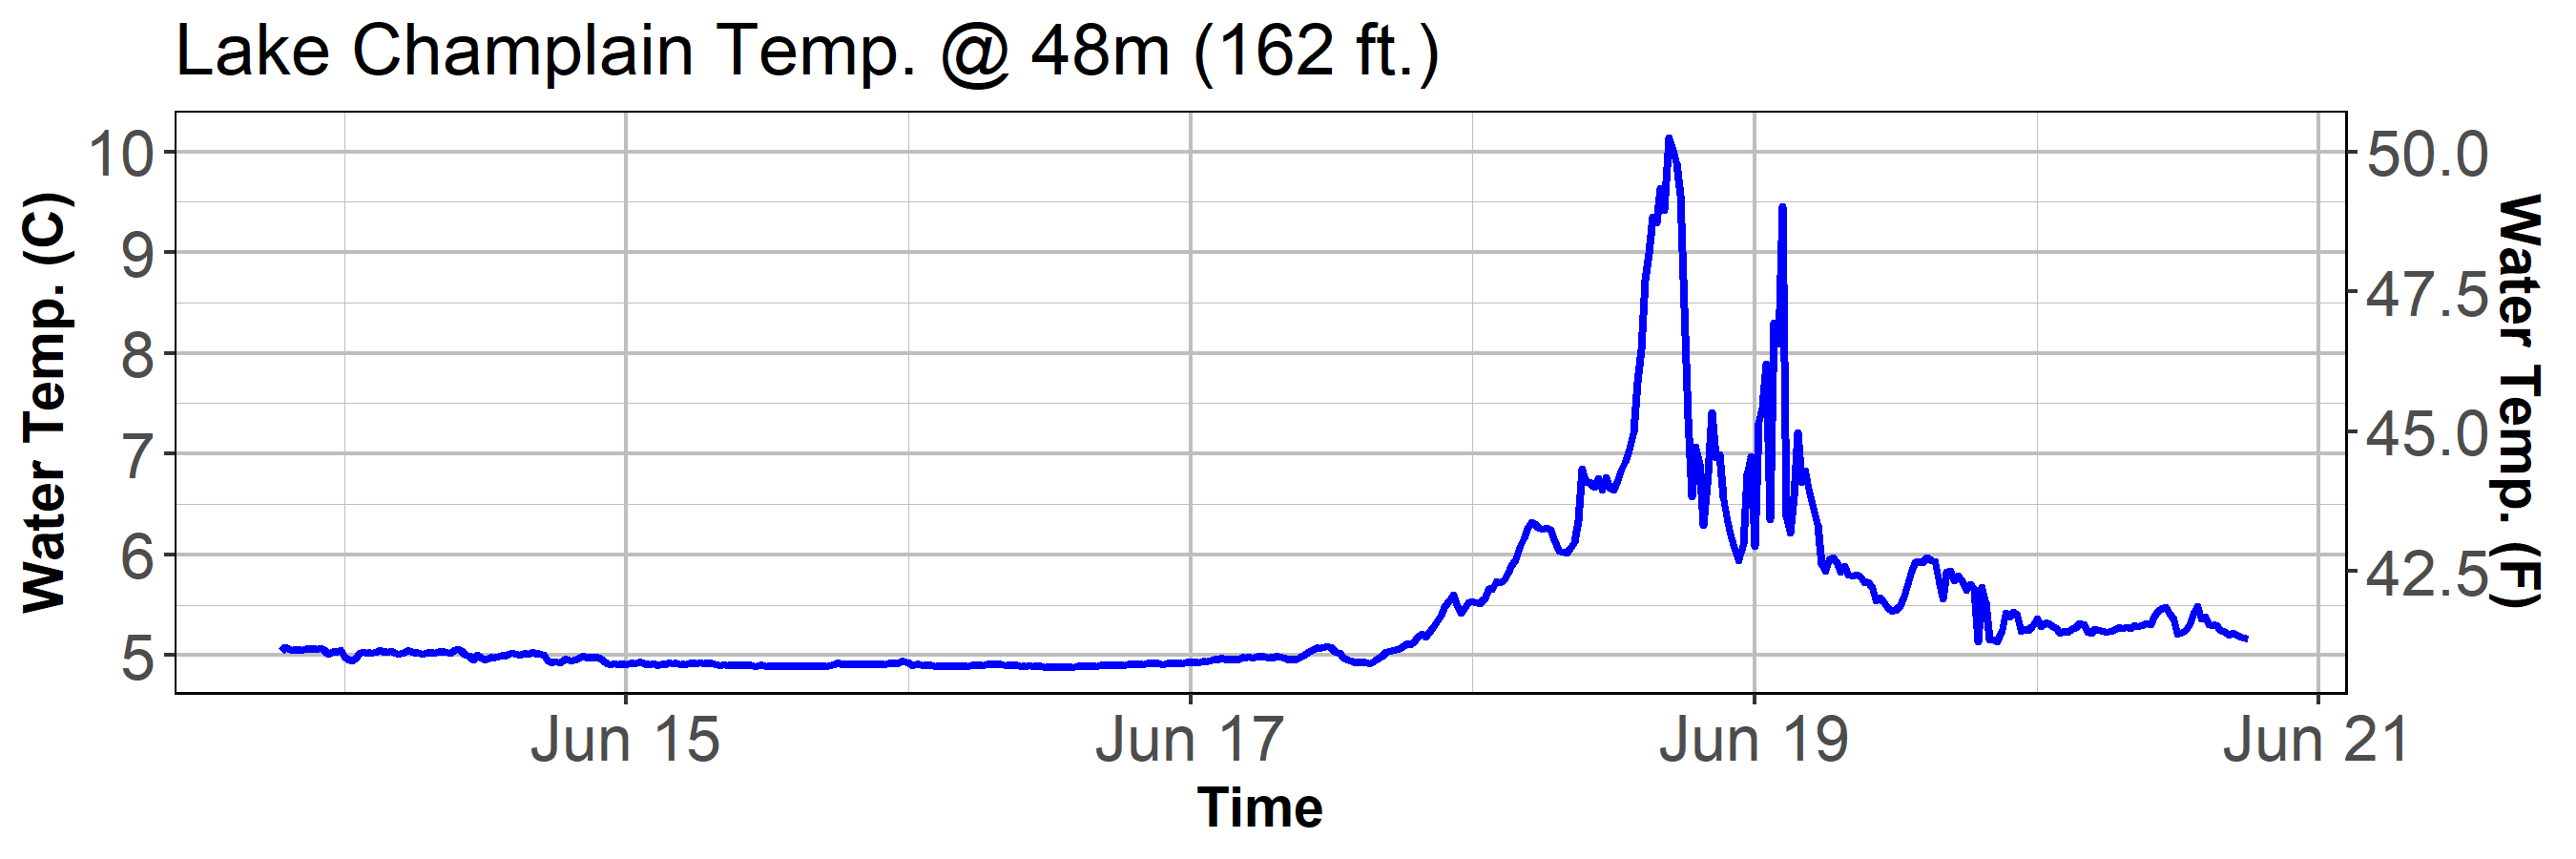 Lake Champlain Temp. @ 48m (162 ft.)
Water Temp. (C)
10
9
8
7
6
5
50.0
47.5
45.0
42.5
Water Temp. (F)
Jun 15 Jun 17 Jun 19 Jun 21
Time